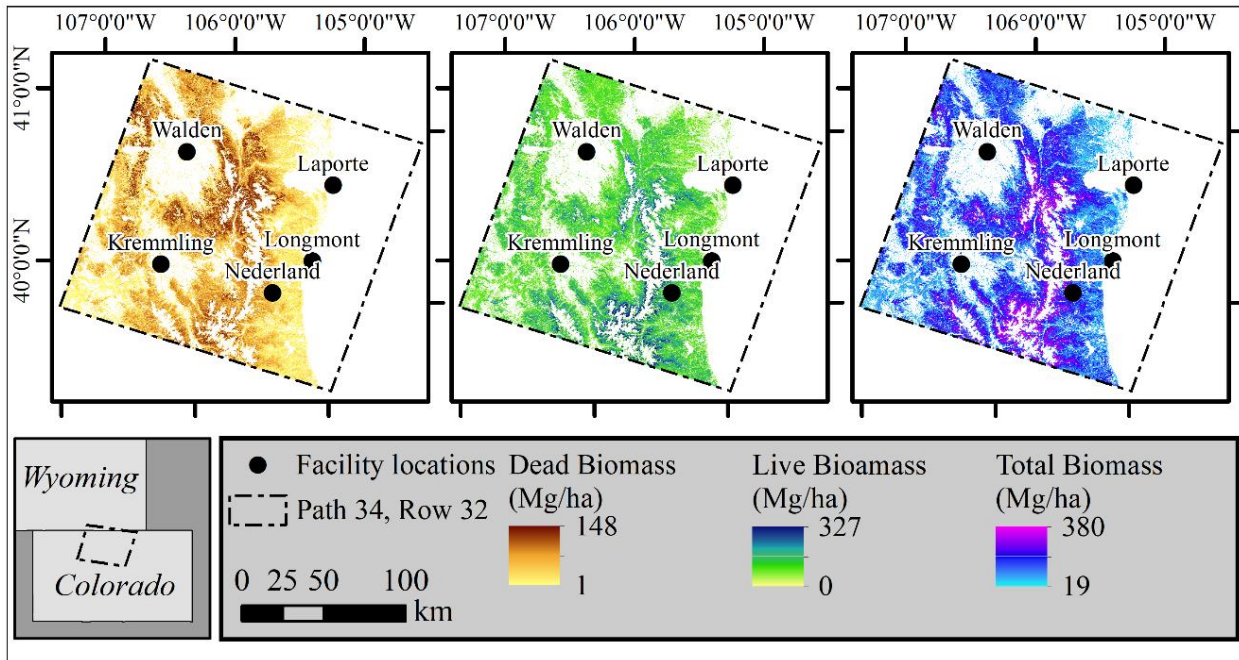 107°0'0"W 106°0'0"W 105°0'0"W 107°0'0"W 106°0'0"W 105°0'0"W 107°0'0"W 106°0'0"W 105°0'0"W
41°0'0"N
40°0'0"N
Walden
Laporte
Kremmling
Longmont
Nederland
Walden
Laporte
Kremmling
Longmont
Nederland
Walden
Laporte
Kremmling
Longmont
Nederland
Wyoming
Colorado
Facility locations
Path 34, Row 32
0 25 50 100
km
Dead Biomass
(Mg/ha)
148
1
Live Bioamass
(Mg/ha)
327
0
Total Biomass
(Mg/ha)
380
19